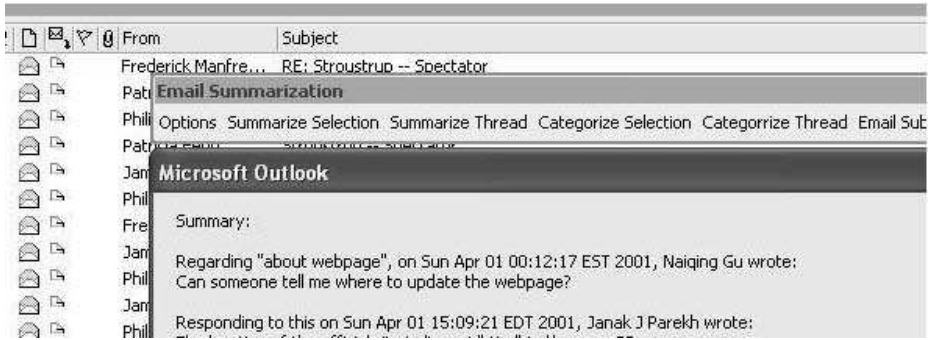 From Subject
Frederick Manfre... RE: Stroustrup -- Spectator
Pati
Email Summarization
Phili
Options Summarize Selection Summarize Thread Categorize Selection Categorrize Thread Email Sub
Jam
Microsoft Outlook
Phil
Summary:
Fre
Jam
Regarding "about webpage", on Sun Apr 01 00:12:17 EST 2001, Naiqing Gu wrote:
Phil
Can someone tell me where to update the webpage?
Jam
Responding to this on Sun Apr 01 15:09:21 EDT 2001, Janak J Parekh wrote:
Phil